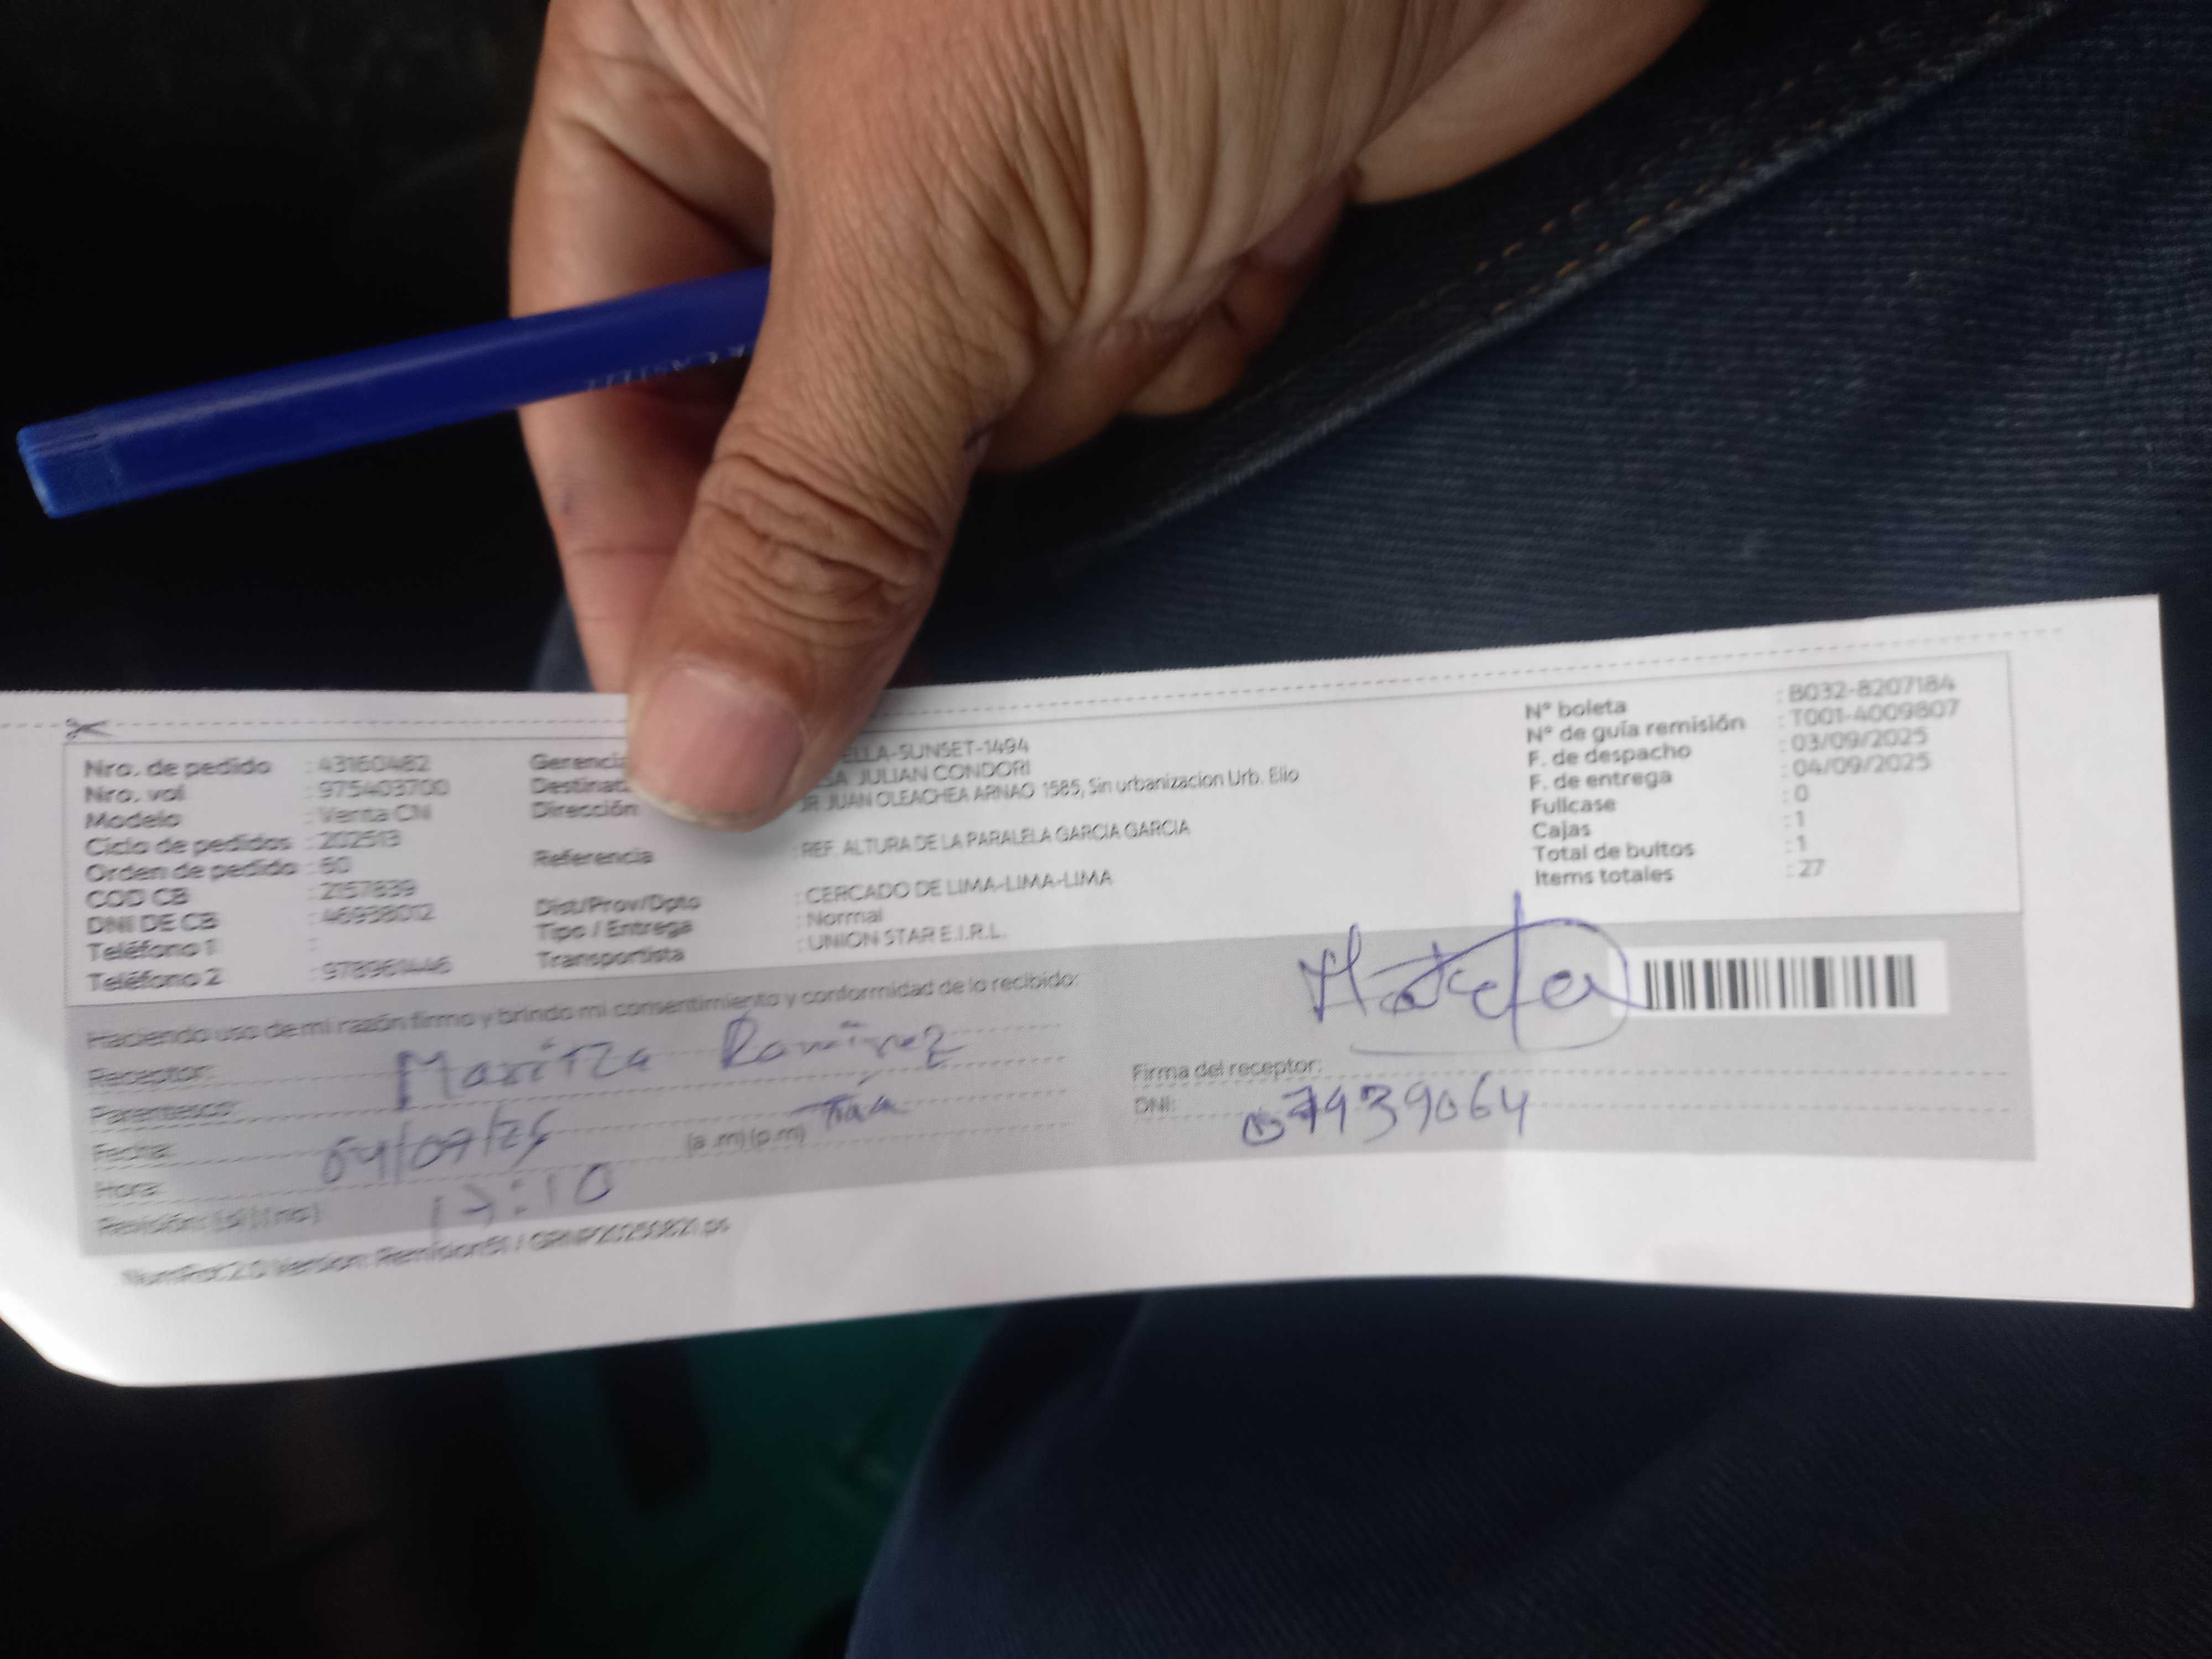 Nro. de pedido : 43160482
Nro. vol : 975403700
Modelo : Venta CN
Ciclo de pedidos : 202513
Orden de pedido : 60
COD CB : 2157839
DNI DE CB : 46938012
Teléfono 1 :
Teléfono 2 : 978961446
Gerencia ELLA-SUNSET-1494
Destinat SA JULIAN CONDORI
Dirección JR JUAN OLEACHEA ARNAO 1585, Sin urbanizacion Urb. Elio
Referencia : REF. ALTURA DE LA PARALELA GARCIA GARCIA
Dist/Prov/Dpto : CERCADO DE LIMA-LIMA-LIMA
Tipo / Entrega : Normal
Transportista : UNION STAR E.I.R.L.
N° boleta : B032-8207184
N° de guía remisión : T001-4009807
F. de despacho : 03/09/2025
F. de entrega : 04/09/2025
Fullcase : 0
Cajas : 1
Total de bultos : 1
Items totales : 27
Haciendo uso de mi razón firmo y brindo mi consentimiento y conformidad de lo recibido:
Receptor: Maritza Ramirez
Parentesco: Tía
Fecha: 04/09/25
Hora: (a .m) (p.m)
:10
Revisión: (si) (no)
Firma del receptor:
DNI: 07939064